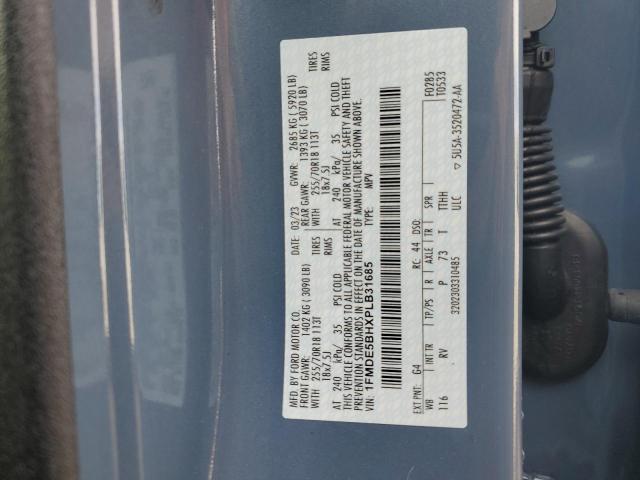 MFD BY FORD MOTOR CO.
DATE: 03/23 GVWR: 2685 KG ( 5920 LB)
FRONT GAWR: 1402 KG ( 3090 LB) REAR GAWR: 1393 KG ( 3070 LB)
WITH 255/70R18 113T TIRES WITH 255/70R18 113T TIRES
18x7.5J RIMS 18x7.5J RIMS
AT 240 kPa/ 35 PSI COLD AT 240 kPa/ 35 PSI COLD
THIS VEHICLE CONFORMS TO ALL APPLICABLE FEDERAL MOTOR VEHICLE SAFETY AND THEFT
PREVENTION STANDARDS IN EFFECT ON THE DATE OF MANUFACTURE SHOWN ABOVE.
VIN: 1FMDE5BHXPLB31685 TYPE: MPV
EXT PNT: G4 RC: 44 DSO: F0285
WB INT TR TP/PS R AXLE TR SPR T0533
116 RV P 73 T TTHH
ULC ▽ 5U5A-3520472-AA
320230310485